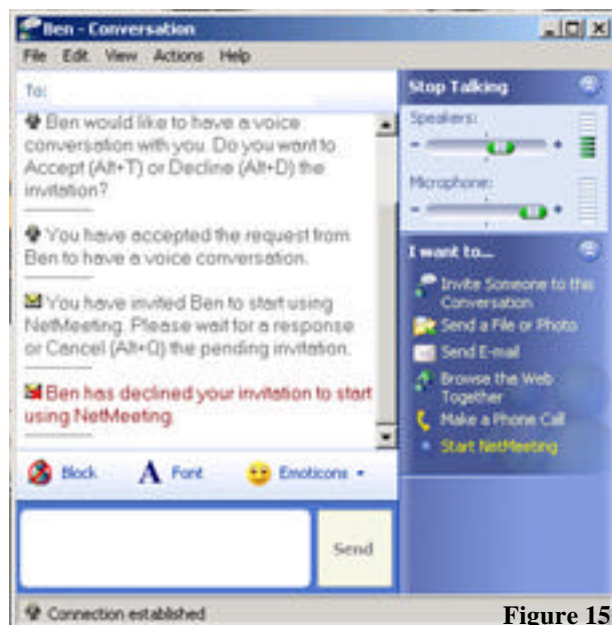 Ben - Conversation
File Edit View Actions Help
To:
Ben would like to have a voice
conversation with you. Do you want to
Accept (Alt+T) or Decline (Alt+D) the
invitation?
You have accepted the request from
Ben to have a voice conversation.
You have invited Ben to start using
NetMeeting. Please wait for a response
or Cancel (Alt+Q) the pending invitation.
Ben has declined your invitation to start
using NetMeeting.
Block Font Emoticons
Send
Connection established
Stop Talking
Speakers:
Microphone:
I want to...
Invite Someone to this
Conversation
Send a File or Photo
Send E-mail
Browse the Web
Together
Make a Phone Call
Start NetMeeting
Figure 15